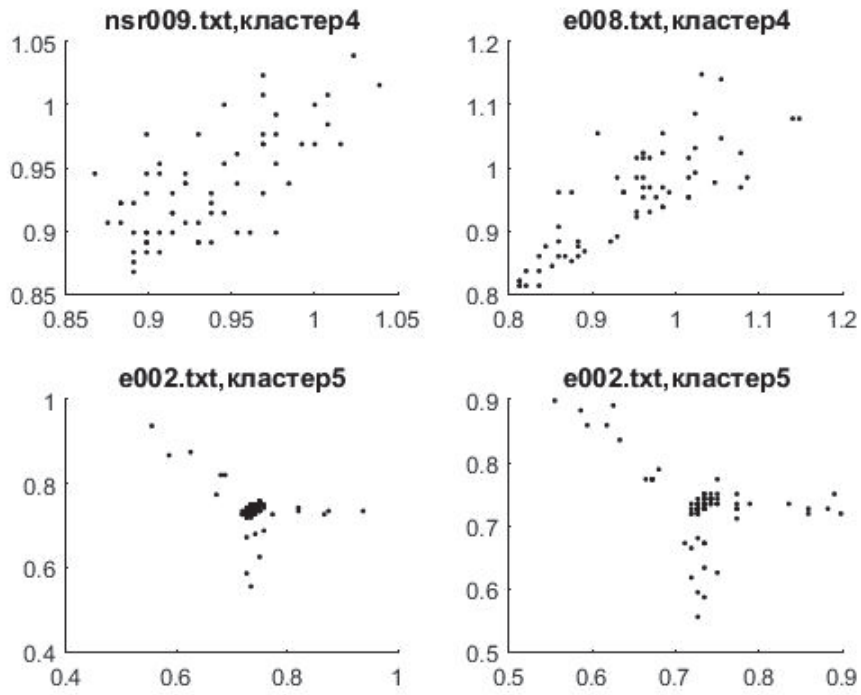 nsr009.txt,кластер4
1.05
1
0.95
0.9
0.85
0.85 0.9 0.95 1 1.05
e008.txt,кластер4
1.2
1.1
1
0.9
0.8
0.8 0.9 1 1.1 1.2
e002.txt,кластер5
1
0.8
0.6
0.4
0.4 0.6 0.8 1
e002.txt,кластер5
0.9
0.8
0.7
0.6
0.5
0.5 0.6 0.7 0.8 0.9